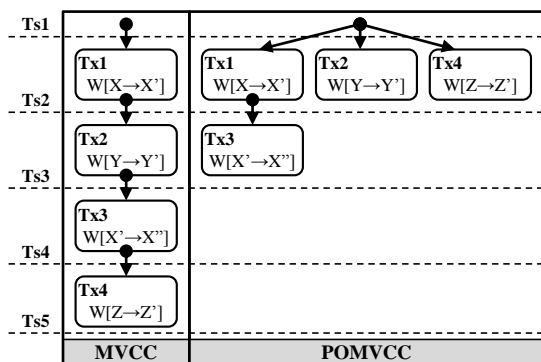 Ts1
Tx1
W[X→X']
Tx1
W[X→X']
Tx2
W[Y→Y']
Tx4
W[Z→Z']
Ts2
Tx2
W[Y→Y']
Tx3
W[X'→X"]
Ts3
Tx3
W[X'→X"]
Ts4
Tx4
W[Z→Z']
Ts5
MVCC
POMVCC